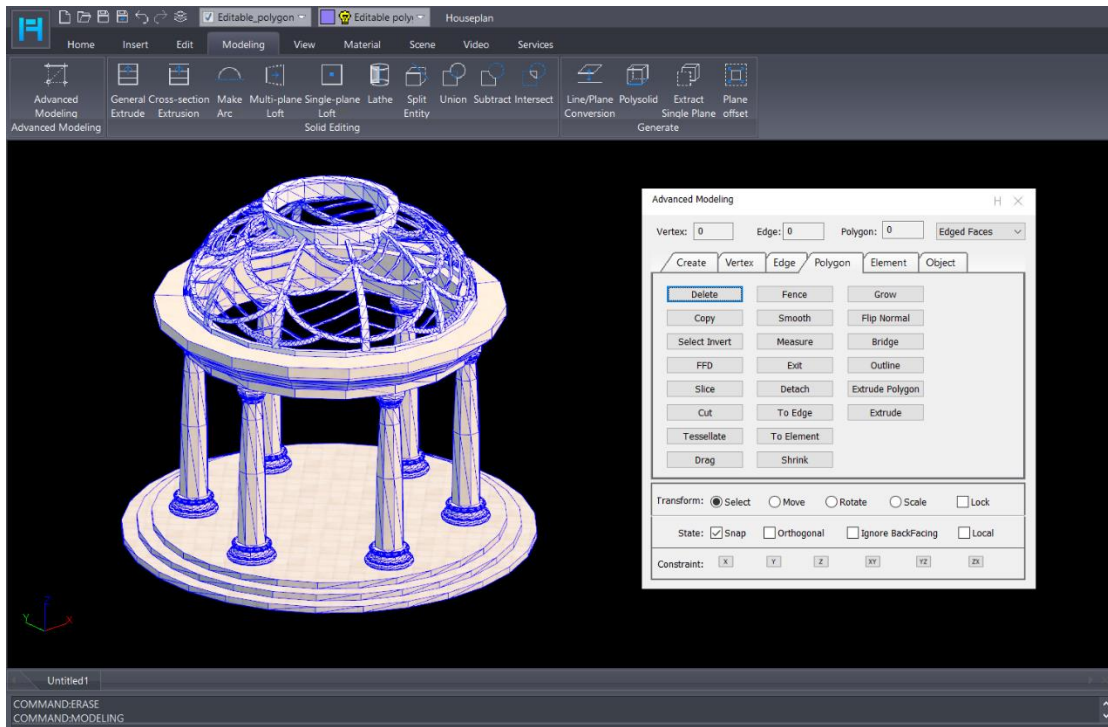 Editable_polygon Editable poly Houseplan
Home Insert Edit Modeling View Material Scene Video Services
Advanced Modeling General Extrude Cross-section Extrusion Make Arc Multi-plane Loft Single-plane Loft Lathe Split Entity Union Subtract Intersect Line/Plane Conversion Polysolid Extract Single Plane Plane offset
Advanced Modeling Solid Editing Generate
Advanced Modeling H
Vertex: 0 Edge: 0 Polygon: 0 Edged Faces
Create Vertex Edge Polygon Element Object
Delete Fence Grow
Copy Smooth Flip Normal
Select Invert Measure Bridge
FFD Exit Outline
Slice Detach Extrude Polygon
Cut To Edge Extrude
Tessellate To Element
Drag Shrink
Transform: Select Move Rotate Scale Lock
State: Snap Orthogonal Ignore BackFacing Local
Constraint: X Y Z XY YZ ZX
Z
Y X
Untitled1
COMMAND:ERASE
COMMAND:MODELING